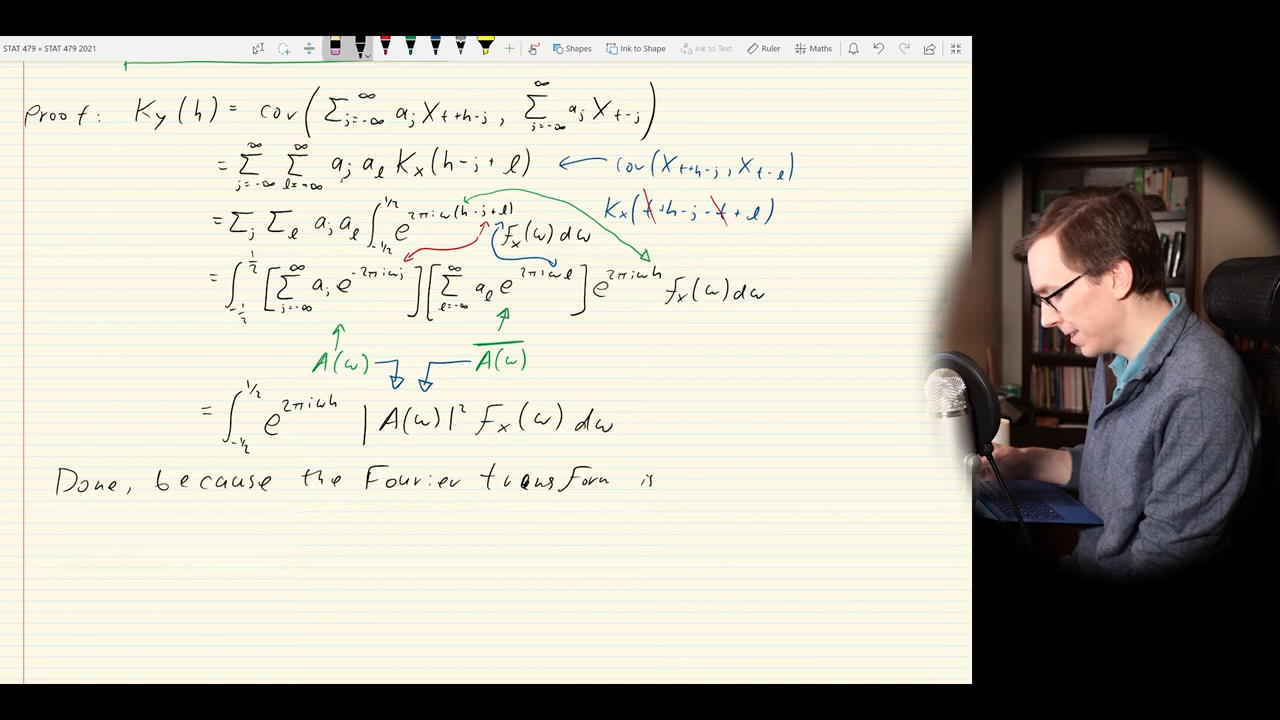 STAT 479 » STAT 479 2021
Shapes Ink to Shape Ink to Text Ruler Maths
Proof: K_y(h) = cov(Σ_{j=-∞}^{∞} a_j X_{t+h-j}, Σ_{j=-∞}^{∞} a_j X_{t-j})
= Σ_{j=-∞}^{∞} Σ_{l=-∞}^{∞} a_j a_l K_x(h-j+l) ← cov(X_{t+h-j}, X_{t-l})
= Σ_j Σ_l a_j a_l ∫_{-1/2}^{1/2} e^{2πiω(h-j+l)} f_x(ω)dω K_x(t+h-j-t+l)
= ∫_{-1/2}^{1/2} [Σ_{j=-∞}^{∞} a_j e^{-2πiωj}][Σ_{l=-∞}^{∞} a_l e^{2πiωl}] e^{2πiωh} f_x(ω)dω
A(ω) \overline{A(ω)}
= ∫_{-1/2}^{1/2} e^{2πiωh} |A(ω)|² f_x(ω) dω
Done, because the Fourier transform is